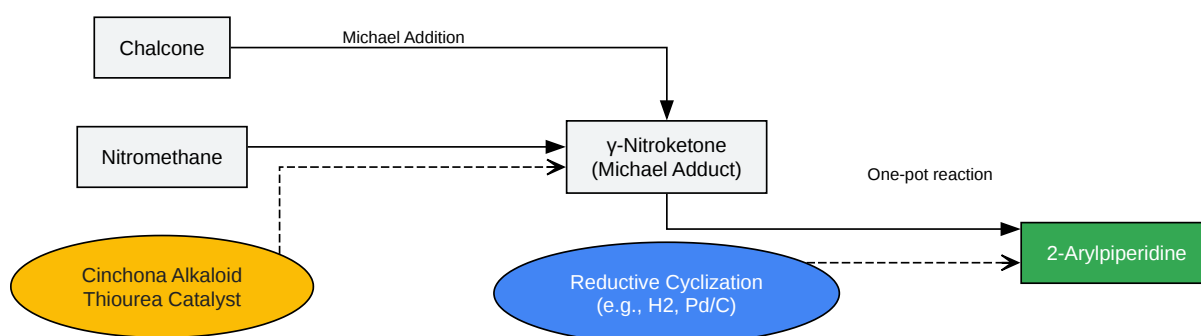 Chalcone
Michael Addition
Nitromethane
γ-Nitroketone
(Michael Adduct)
One-pot reaction
Cinchona Alkaloid
Thiourea Catalyst
Reductive Cyclization
(e.g., H2, Pd/C)
2-Arylpiperidine